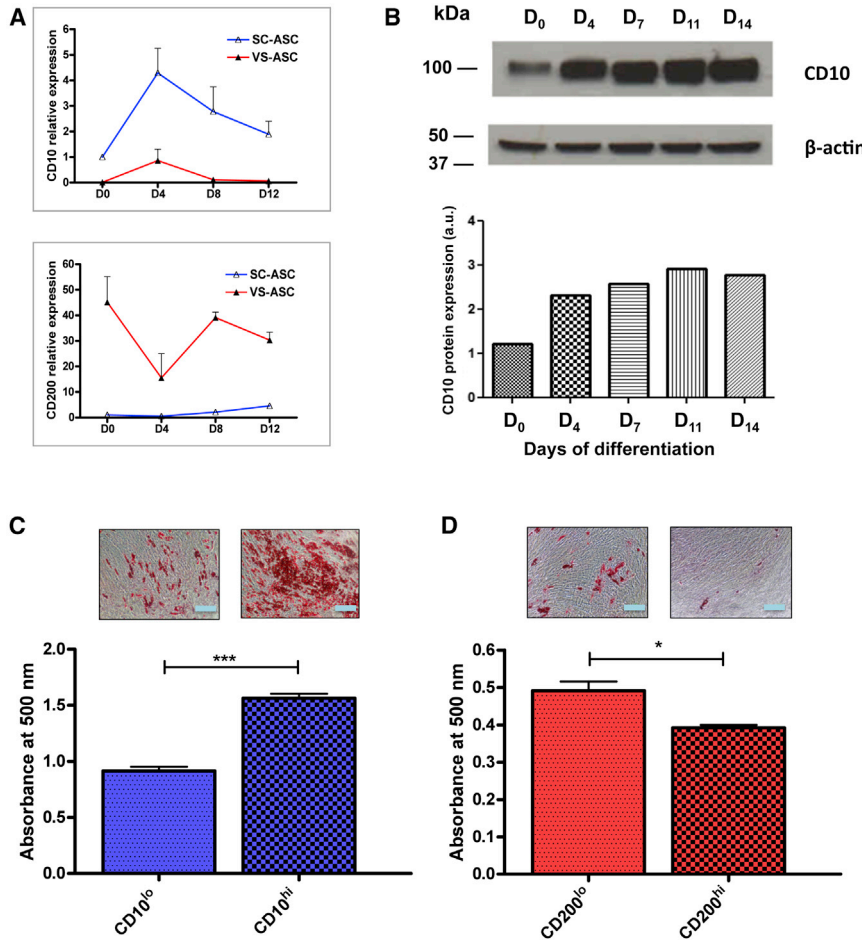 A
CD10 relative expression
6
5
4
3
2
1
0
SC-ASC
VS-ASC
D0 D4 D8 D12
CD200 relative expression
60
50
40
30
20
10
0
SC-ASC
VS-ASC
D0 D4 D8 D12
B
kDa D₀ D₄ D₇ D₁₁ D₁₄
100 CD10
50
37
β-actin
CD10 protein expression (a.u.)
4
3
2
1
0
D₀ D₄ D₇ D₁₁ D₁₄
Days of differentiation
C
Absorbance at 500 nm
2.0
1.5
1.0
0.5
0.0
***
CD10ˡᵒ
CD10ʰⁱ
D
Absorbance at 500 nm
0.6
0.5
0.4
0.3
0.2
0.1
0.0
*
CD200ˡᵒ
CD200ʰⁱ